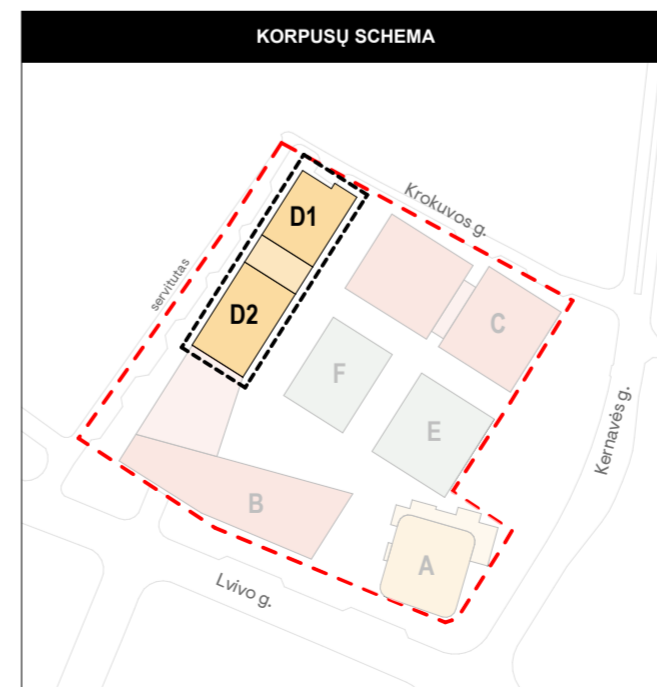 KORPUSŲ SCHEMA
Krokuvos g.
D1
servitutas
D2
C
F
Kernavės g.
E
B
A
Lvivo g.